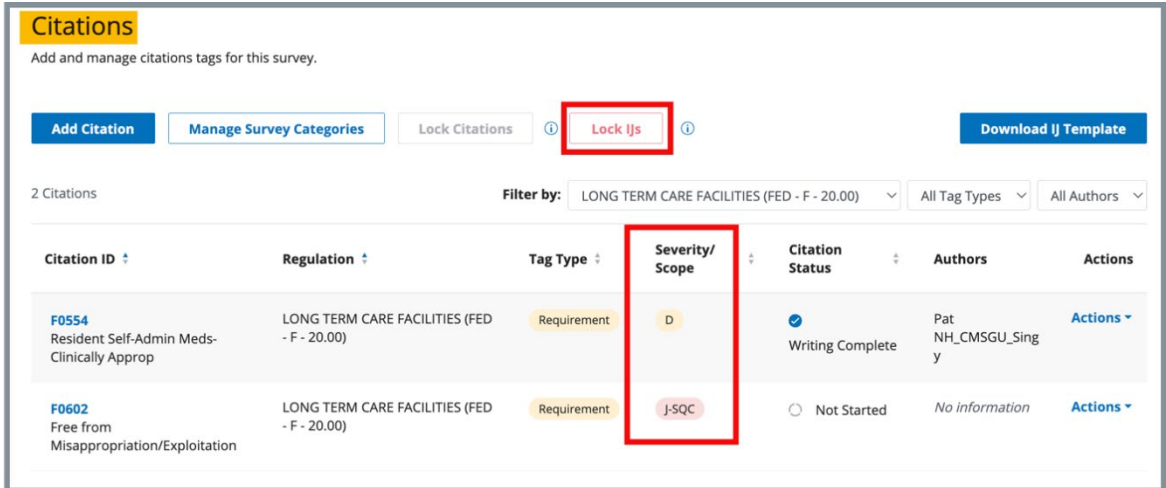 Citations
Add and manage citations tags for this survey.
Add Citation Manage Survey Categories Lock Citations Lock IJs Download IJ Template
2 Citations Filter by: LONG TERM CARE FACILITIES (FED - F - 20.00) All Tag Types All Authors
Citation ID Regulation Tag Type Severity/ Scope Citation Status Authors Actions
F0554 LONG TERM CARE FACILITIES (FED Requirement D Pat Actions
Resident Self-Admin Meds- - F - 20.00) Writing Complete NH_CMSGU_Sing
Clinically Approp y
F0602 LONG TERM CARE FACILITIES (FED Requirement J-SQC Not Started No information Actions
Free from - F - 20.00)
Misappropriation/Exploitation